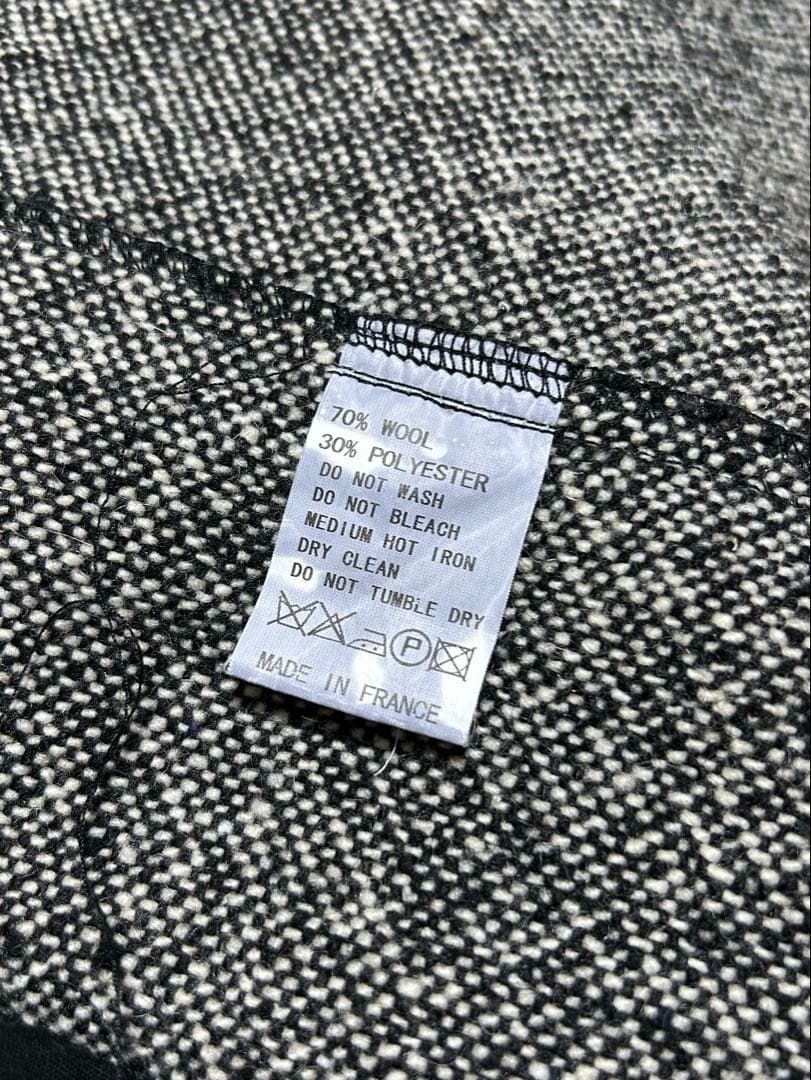 70% WOOL
30% POLYESTER
DO NOT WASH
DO NOT BLEACH
MEDIUM HOT IRON
DRY CLEAN
DO NOT TUMBLE DRY
P
MADE IN FRANCE